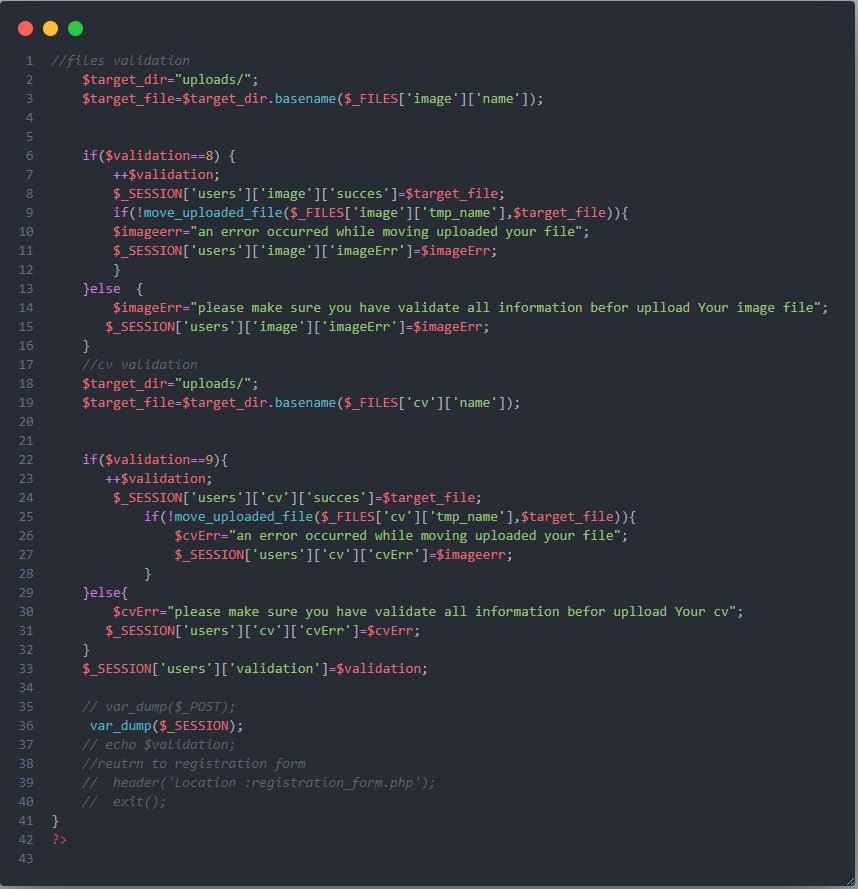 1 //files validation
2     $target_dir="uploads/";
3     $target_file=$target_dir.basename($_FILES['image']['name']);
4
5
6     if($validation==8) {
7         ++$validation;
8         $_SESSION['users']['image']['succes']=$target_file;
9         if(!move_uploaded_file($_FILES['image']['tmp_name'],$target_file)){
10         $imageerr="an error occurred while moving uploaded your file";
11         $_SESSION['users']['image']['imageErr']=$imageErr;
12         }
13     }else  {
14         $imageErr="please make sure you have validate all information befor uplload Your image file";
15        $_SESSION['users']['image']['imageErr']=$imageErr;
16     }
17     //cv validation
18     $target_dir="uploads/";
19     $target_file=$target_dir.basename($_FILES['cv']['name']);
20
21
22     if($validation==9){
23        ++$validation;
24         $_SESSION['users']['cv']['succes']=$target_file;
25             if(!move_uploaded_file($_FILES['cv']['tmp_name'],$target_file)){
26                 $cvErr="an error occurred while moving uploaded your file";
27                 $_SESSION['users']['cv']['cvErr']=$imageerr;
28             }
29     }else{
30         $cvErr="please make sure you have validate all information befor uplload Your cv";
31        $_SESSION['users']['cv']['cvErr']=$cvErr;
32     }
33     $_SESSION['users']['validation']=$validation;
34
35     // var_dump($_POST);
36      var_dump($_SESSION);
37     // echo $validation;
38     //reutrn to registration form
39     //  header('Location :registration_form.php');
40     //  exit();
41 }
42 ?>
43